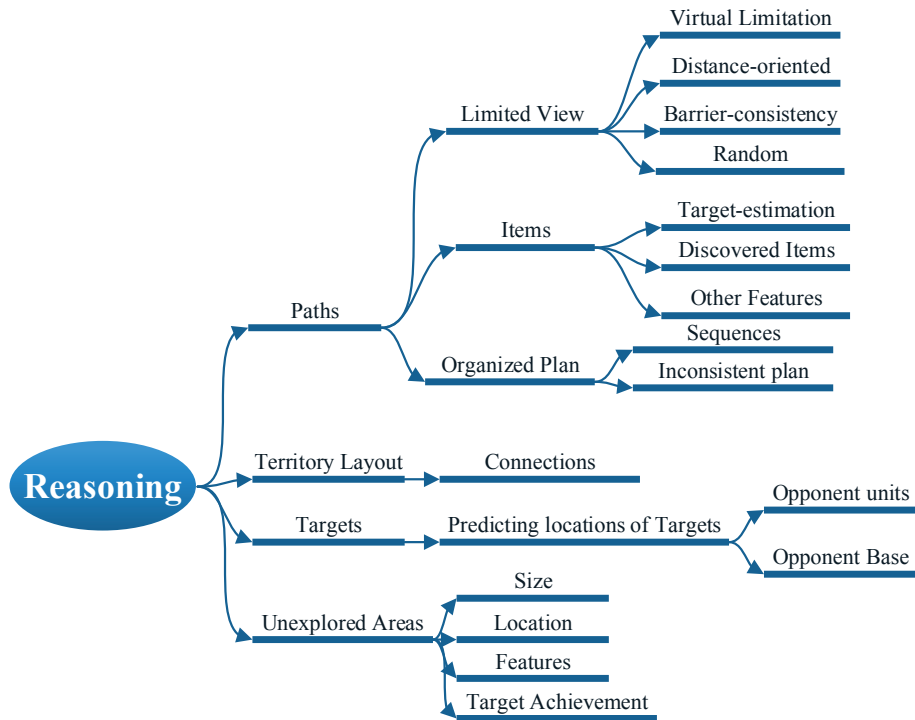 Reasoning
Paths
Limited View
Virtual Limitation
Distance-oriented
Barrier-consistency
Random
Items
Target-estimation
Discovered Items
Other Features
Organized Plan
Sequences
Inconsistent plan
Territory Layout
Connections
Targets
Predicting locations of Targets
Opponent units
Opponent Base
Unexplored Areas
Size
Location
Features
Target Achievement